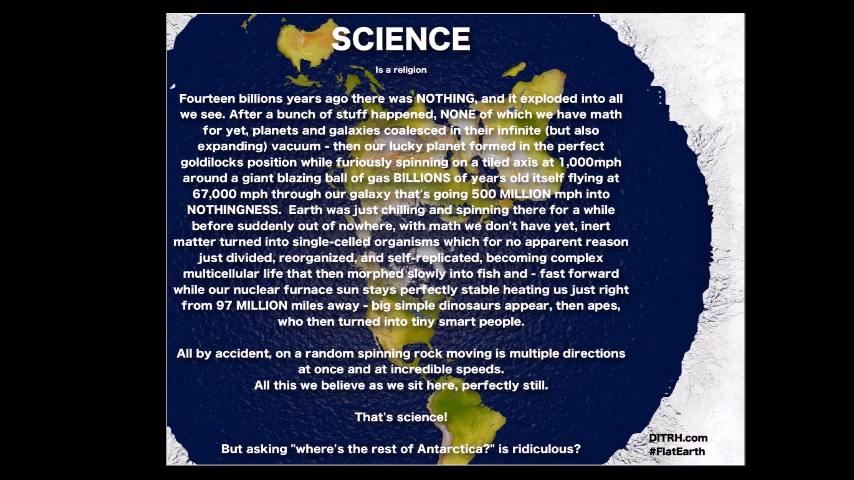 SCIENCE
Is a religion
Fourteen billions years ago there was NOTHING, and it exploded into all
we see. After a bunch of stuff happened, NONE of which we have math
for yet, planets and galaxies coalesced in their infinite (but also
expanding) vacuum - then our lucky planet formed in the perfect
goldilocks position while furiously spinning on a tiled axis at 1,000mph
around a giant blazing ball of gas BILLIONS of years old itself flying at
67,000 mph through our galaxy that's going 500 MILLION mph into
NOTHINGNESS. Earth was just chilling and spinning there for a while
before suddenly out of nowhere, with math we don't have yet, inert
matter turned into single-celled organisms which for no apparent reason
just divided, reorganized, and self-replicated, becoming complex
multicellular life that then morphed slowly into fish and - fast forward
while our nuclear furnace sun stays perfectly stable heating us just right
from 97 MILLION miles away - big simple dinosaurs appear, then apes,
who then turned into tiny smart people.
All by accident, on a random spinning rock moving is multiple directions
at once and at incredible speeds.
All this we believe as we sit here, perfectly still.
That's science!
But asking "where's the rest of Antarctica?" is ridiculous?
DITRH.com
#FlatEarth